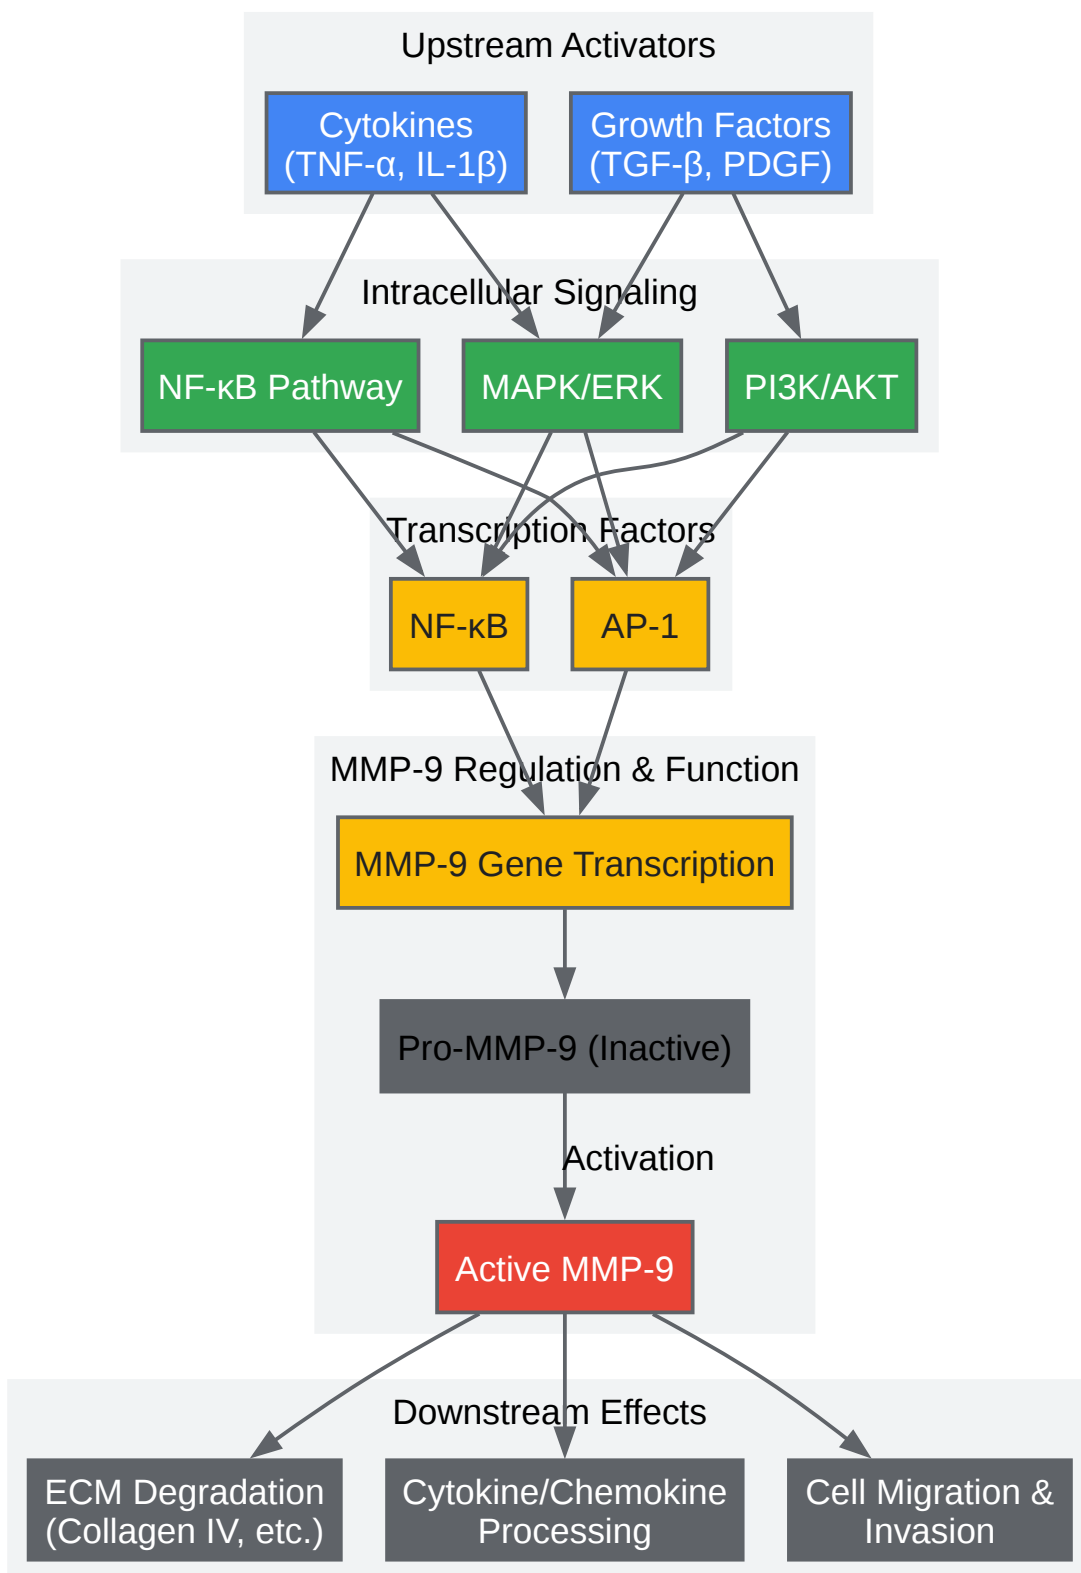 Upstream Activators
Cytokines
(TNF-α, IL-1β)
Growth Factors
(TGF-β, PDGF)
Intracellular Signaling
NF-κB Pathway
MAPK/ERK
PI3K/AKT
Transcription Factors
NF-κB
AP-1
MMP-9 Regulation & Function
MMP-9 Gene Transcription
Pro-MMP-9 (Inactive)
Activation
Active MMP-9
Downstream Effects
ECM Degradation
(Collagen IV, etc.)
Cytokine/Chemokine
Processing
Cell Migration &
Invasion